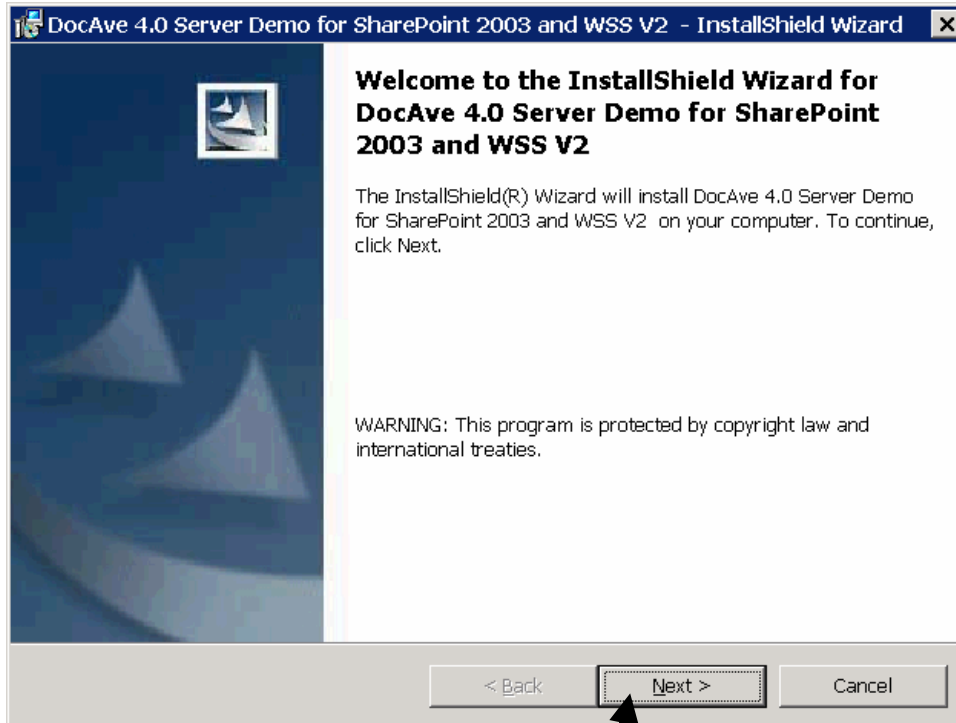 DocAve 4.0 Server Demo for SharePoint 2003 and WSS V2 - InstallShield Wizard
Welcome to the InstallShield Wizard for
DocAve 4.0 Server Demo for SharePoint
2003 and WSS V2
The InstallShield(R) Wizard will install DocAve 4.0 Server Demo
for SharePoint 2003 and WSS V2 on your computer. To continue,
click Next.
WARNING: This program is protected by copyright law and
international treaties.
< Back
Next >
Cancel